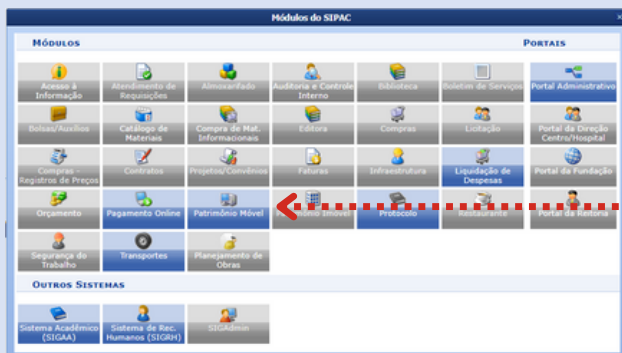 Módulos do SIPAC
MÓDULOS
PORTAIS
Acesso à Informação
Atendimento de Requisições
Almoxarifado
Auditoria e Controle Interno
Biblioteca
Boletim de Serviços
Portal Administrativo
Bolsas/Auxílios
Catálogo de Materiais
Compra de Mat. Informacionais
Editora
Compras
Licitação
Portal da Direção Centro/Hospital
Compras - Registros de Preços
Contratos
Projetos/Convênios
Faturas
Infraestrutura
Liquidação de Despesas
Portal da Fundação
Orçamento
Pagamento Online
Patrimônio Móvel
Patrimônio Imóvel
Protocolo
Restaurante
Portal da Reitoria
Segurança do Trabalho
Transportes
Planejamento de Obras
OUTROS SISTEMAS
Sistema Acadêmico (SIGAA)
Sistema de Rec. Humanos (SIGRH)
SIGAdmin